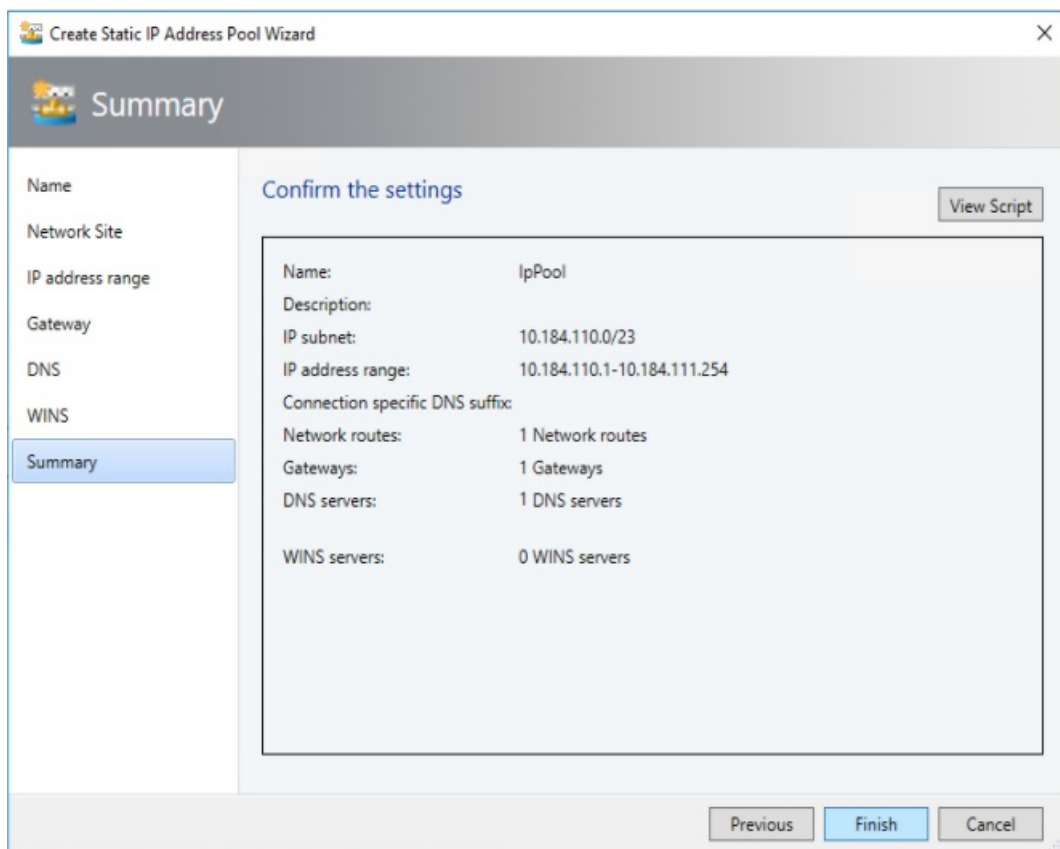 Create Static IP Address Pool Wizard
Summary
Name
Network Site
IP address range
Gateway
DNS
WINS
Summary
Confirm the settings
View Script
Name: IpPool
Description:
IP subnet: 10.184.110.0/23
IP address range: 10.184.110.1-10.184.111.254
Connection specific DNS suffix:
Network routes: 1 Network routes
Gateways: 1 Gateways
DNS servers: 1 DNS servers
WINS servers: 0 WINS servers
Previous Finish Cancel